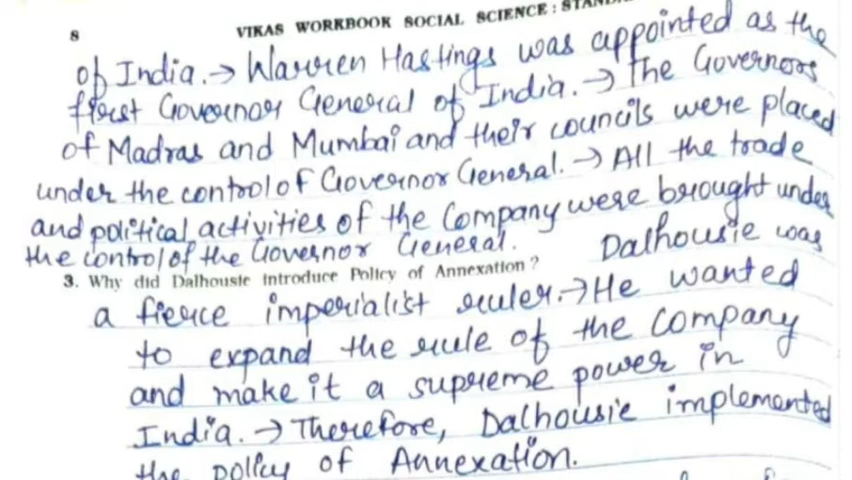 8 VIKAS WORKBOOK SOCIAL SCIENCE : STAN
of India. → Warren Hastings was appointed as the
first Governor General of India. → The Governors
of Madras and Mumbai and their councils were placed
under the control of Governor General. → All the trade
and political activities of the Company were brought under
the control of the Governor General. Dalhousie was
3. Why did Dalhousie introduce Policy of Annexation ?
a fierce imperialist ruler. → He wanted
to expand the rule of the Company
and make it a supreme power in
India. → Therefore, Dalhousie implemented
the policy of Annexation.